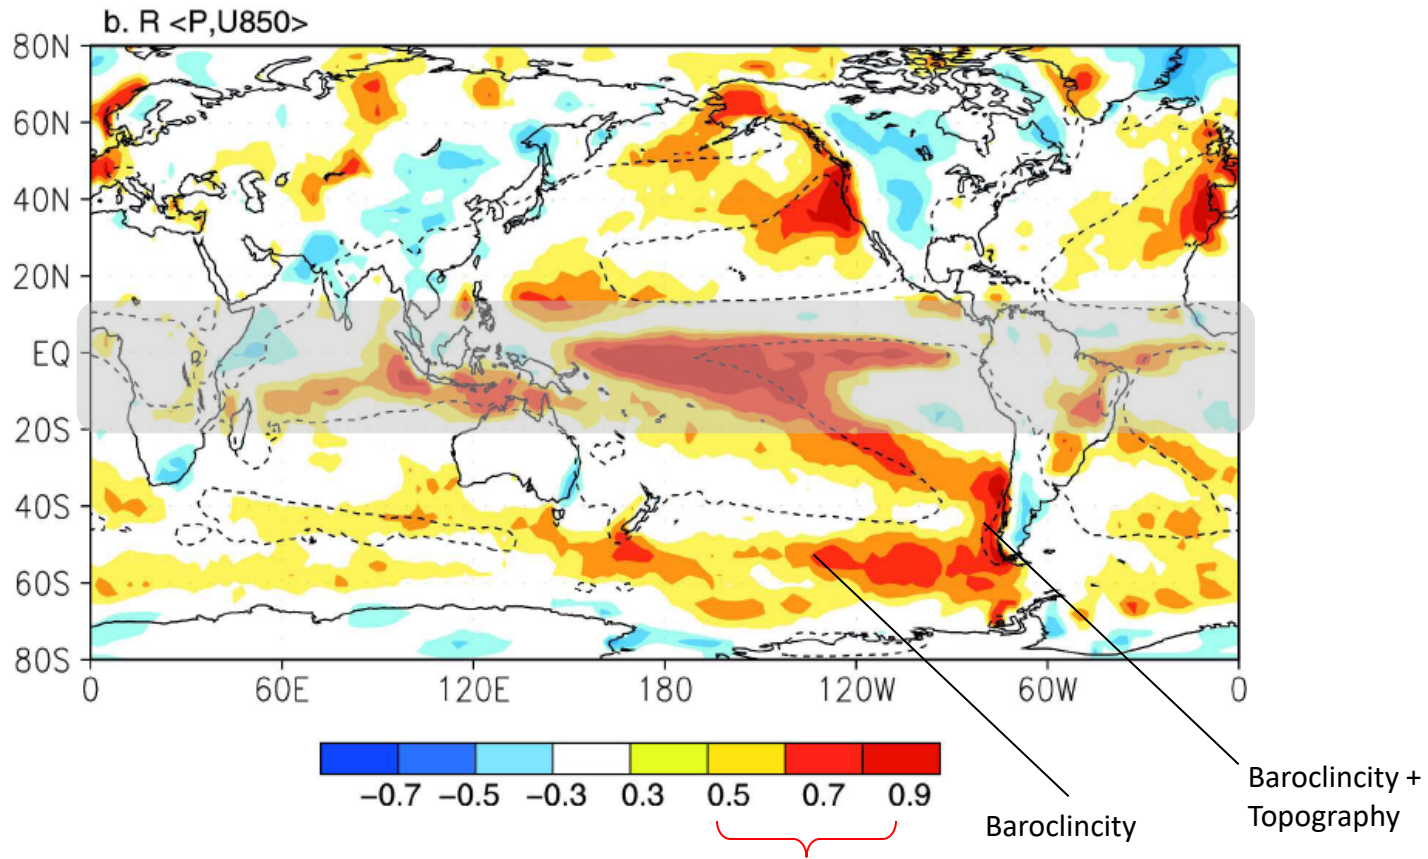 b. R <P,U850>
80N
60N
40N
20N
EQ
20S
40S
60S
80S
0 60E 120E 180 120W 60W 0
−0.7 −0.5 −0.3 0.3 0.5 0.7 0.9
Baroclincity
Baroclincity +
Topography